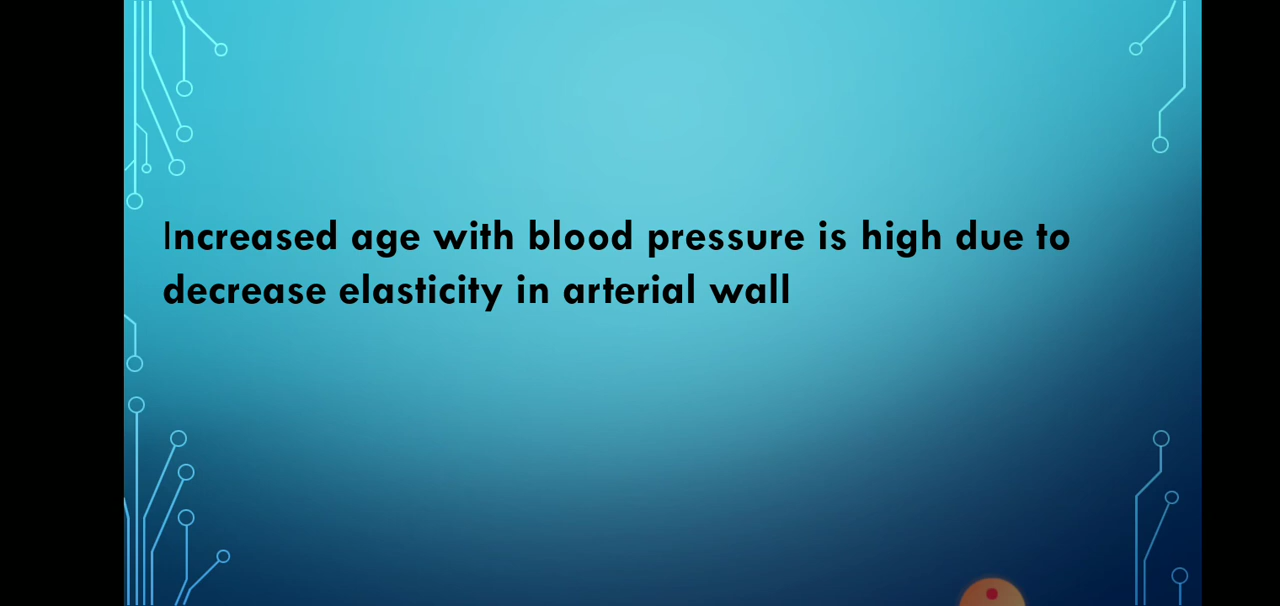 Increased age with blood pressure is high due to
decrease elasticity in arterial wall